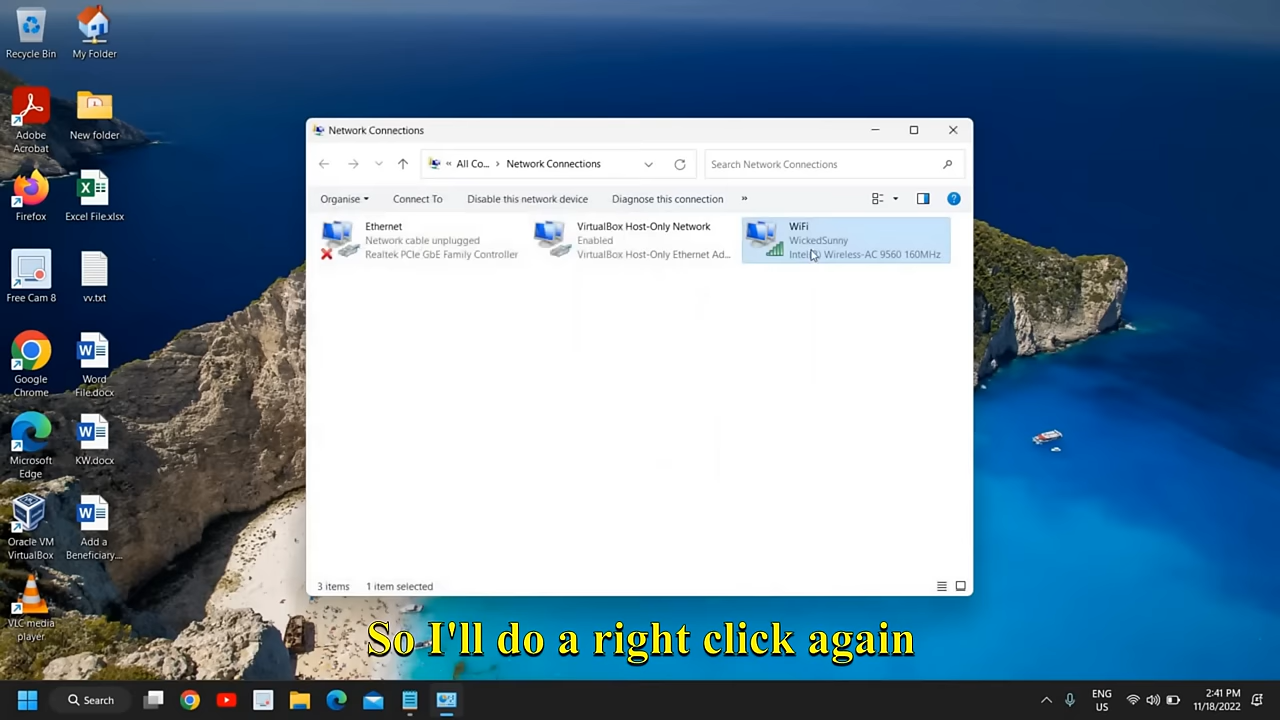 Recycle Bin
My Folder
Adobe
Acrobat
New folder
Firefox
Excel File.xlsx
Free Cam 8
vv.txt
Google
Chrome
Word
File.docx
Microsoft
Edge
KW.docx
Oracle VM
VirtualBox
Add a
Beneficiary...
VLC media
player
Network Connections
« All Co... › Network Connections
Search Network Connections
Organise
Connect To
Disable this network device
Diagnose this connection
»
Ethernet
Network cable unplugged
Realtek PCIe GbE Family Controller
VirtualBox Host-Only Network
Enabled
VirtualBox Host-Only Ethernet Ad...
WiFi
WickedSunny
Intel(R) Wireless-AC 9560 160MHz
3 items
1 item selected
So I'll do a right click again
Search
ENG
US
2:41 PM
11/18/2022